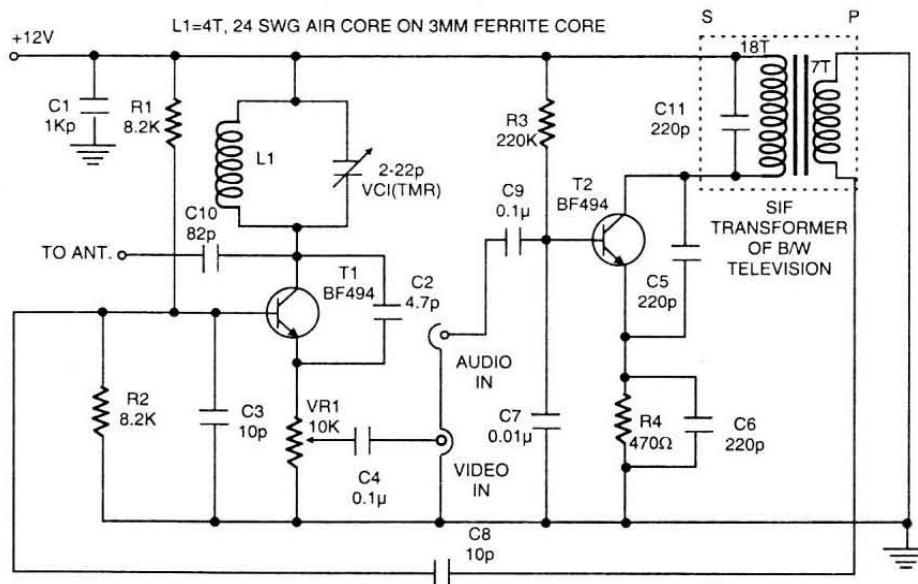 L1=4T, 24 SWG AIR CORE ON 3MM FERRITE CORE
+12V
S
P
18T
7T
C1
1Kp
R1
8.2K
L1
2-22p
VCI(TMR)
R3
220K
C11
220p
C10
82p
C9
0.1µ
T2
BF494
SIF
TRANSFORMER
OF B/W
TELEVISION
TO ANT.
T1
BF494
C2
4.7p
C5
220p
AUDIO
IN
R2
8.2K
C3
10p
VR1
10K
C4
0.1µ
VIDEO
IN
C7
0.01µ
R4
470Ω
C6
220p
C8
10p